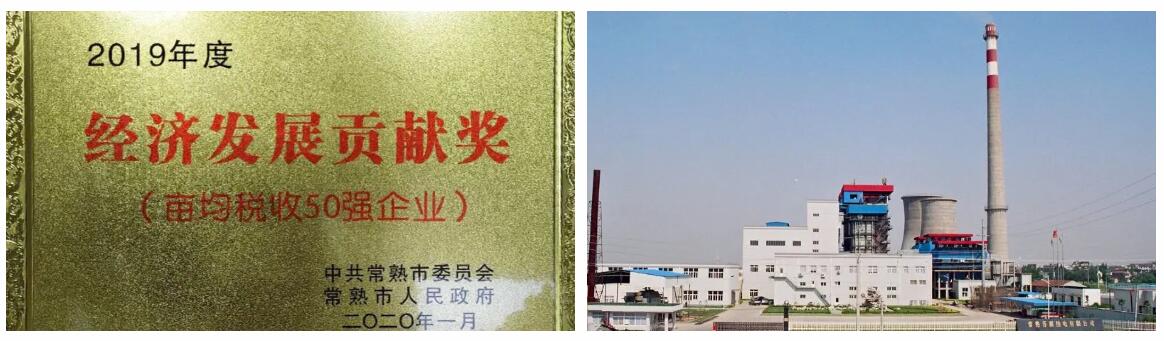 2019年度
经济发展贡献奖
（亩均税收50强企业）
中共常熟市委员会
常熟市人民政府
二〇二〇年一月